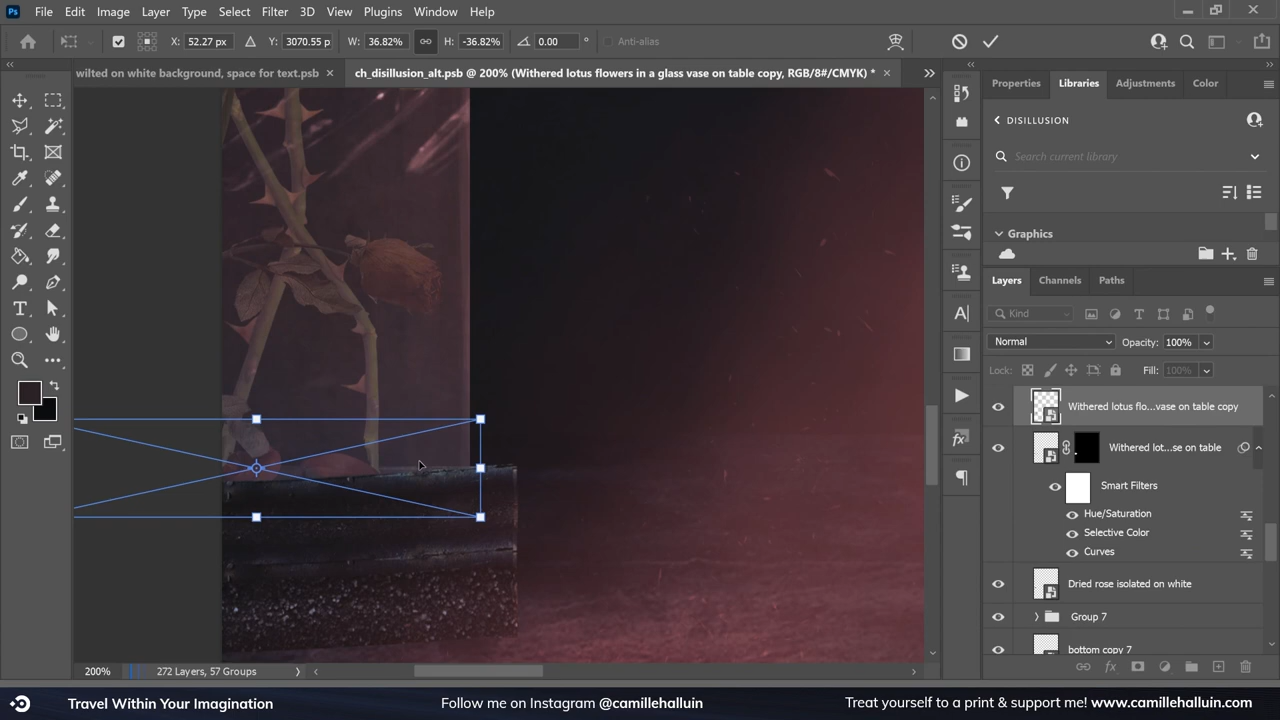 Ps File Edit Image Layer Type Select Filter 3D View Plugins Window Help
X: 52.27 px Y: 3070.55 p W: 36.82% H: -36.82% 0.00 ° Anti-alias
wilted on white background, space for text.psb × ch_disillusion_alt.psb @ 200% (Withered lotus flowers in a glass vase on table copy, RGB/8#/CMYK) * ×
Properties Libraries Adjustments Color
DISILLUSION
Search current library
Graphics
Layers Channels Paths
Kind
Normal Opacity: 100%
Lock: Fill: 100%
Withered lotus flo...vase on table copy
Withered lot...se on table
Smart Filters
Hue/Saturation
Selective Color
Curves
Dried rose isolated on white
Group 7
bottom copy 7
200% 272 Layers, 57 Groups
Travel Within Your Imagination Follow me on Instagram @camillehalluin Treat yourself to a print & support me! www.camillehalluin.com